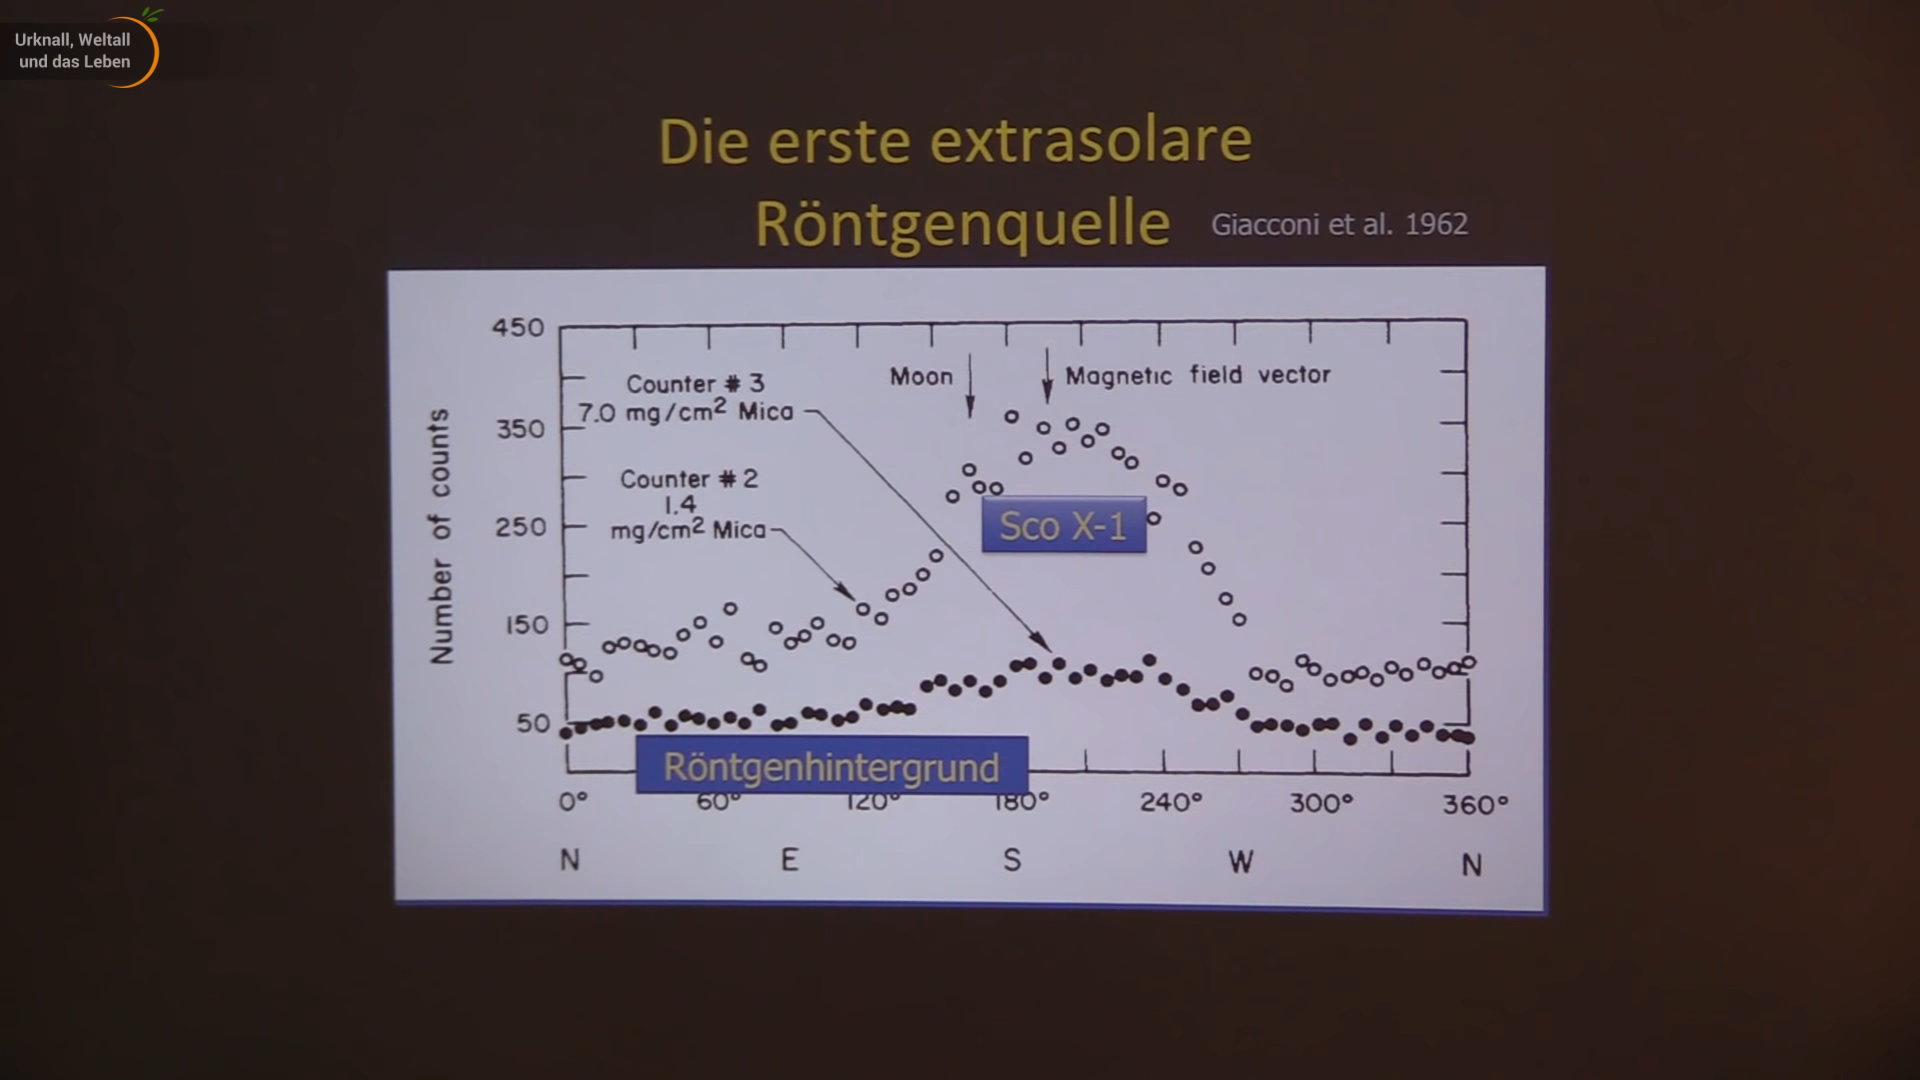 Urknall, Weltall
und das Leben
Die erste extrasolare
Röntgenquelle Giacconi et al. 1962
450
350
250
150
50
Number of counts
Counter # 3
7.0 mg/cm² Mica
Counter # 2
1.4
mg/cm² Mica
Moon
Magnetic field vector
Sco X-1
Röntgenhintergrund
0° 60° 120° 180° 240° 300° 360°
N E S W N